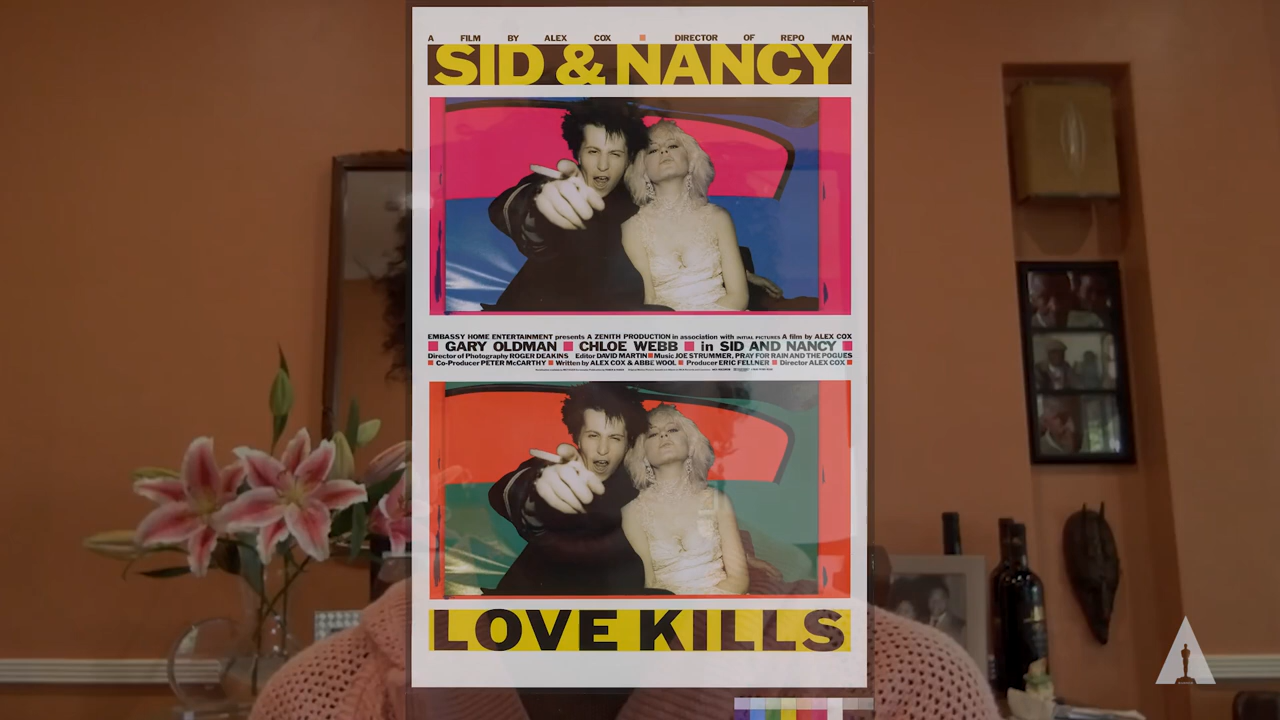 A FILM BY ALEX COX ■ DIRECTOR OF REPO MAN
SID & NANCY
EMBASSY HOME ENTERTAINMENT presents A ZENITH PRODUCTION in association with INITIAL PICTURES A film by ALEX COX
GARY OLDMAN ■ CHLOE WEBB ■ in SID AND NANCY ■
Director of Photography ROGER DEAKINS Editor DAVID MARTIN ■ Music JOE STRUMMER, PRAY FOR RAIN AND THE POGUES
■ Co-Producer PETER McCARTHY ■ Written by ALEX COX & ABBE WOOL ■ Producer ERIC FELLNER ■ Director ALEX COX ■
LOVE KILLS